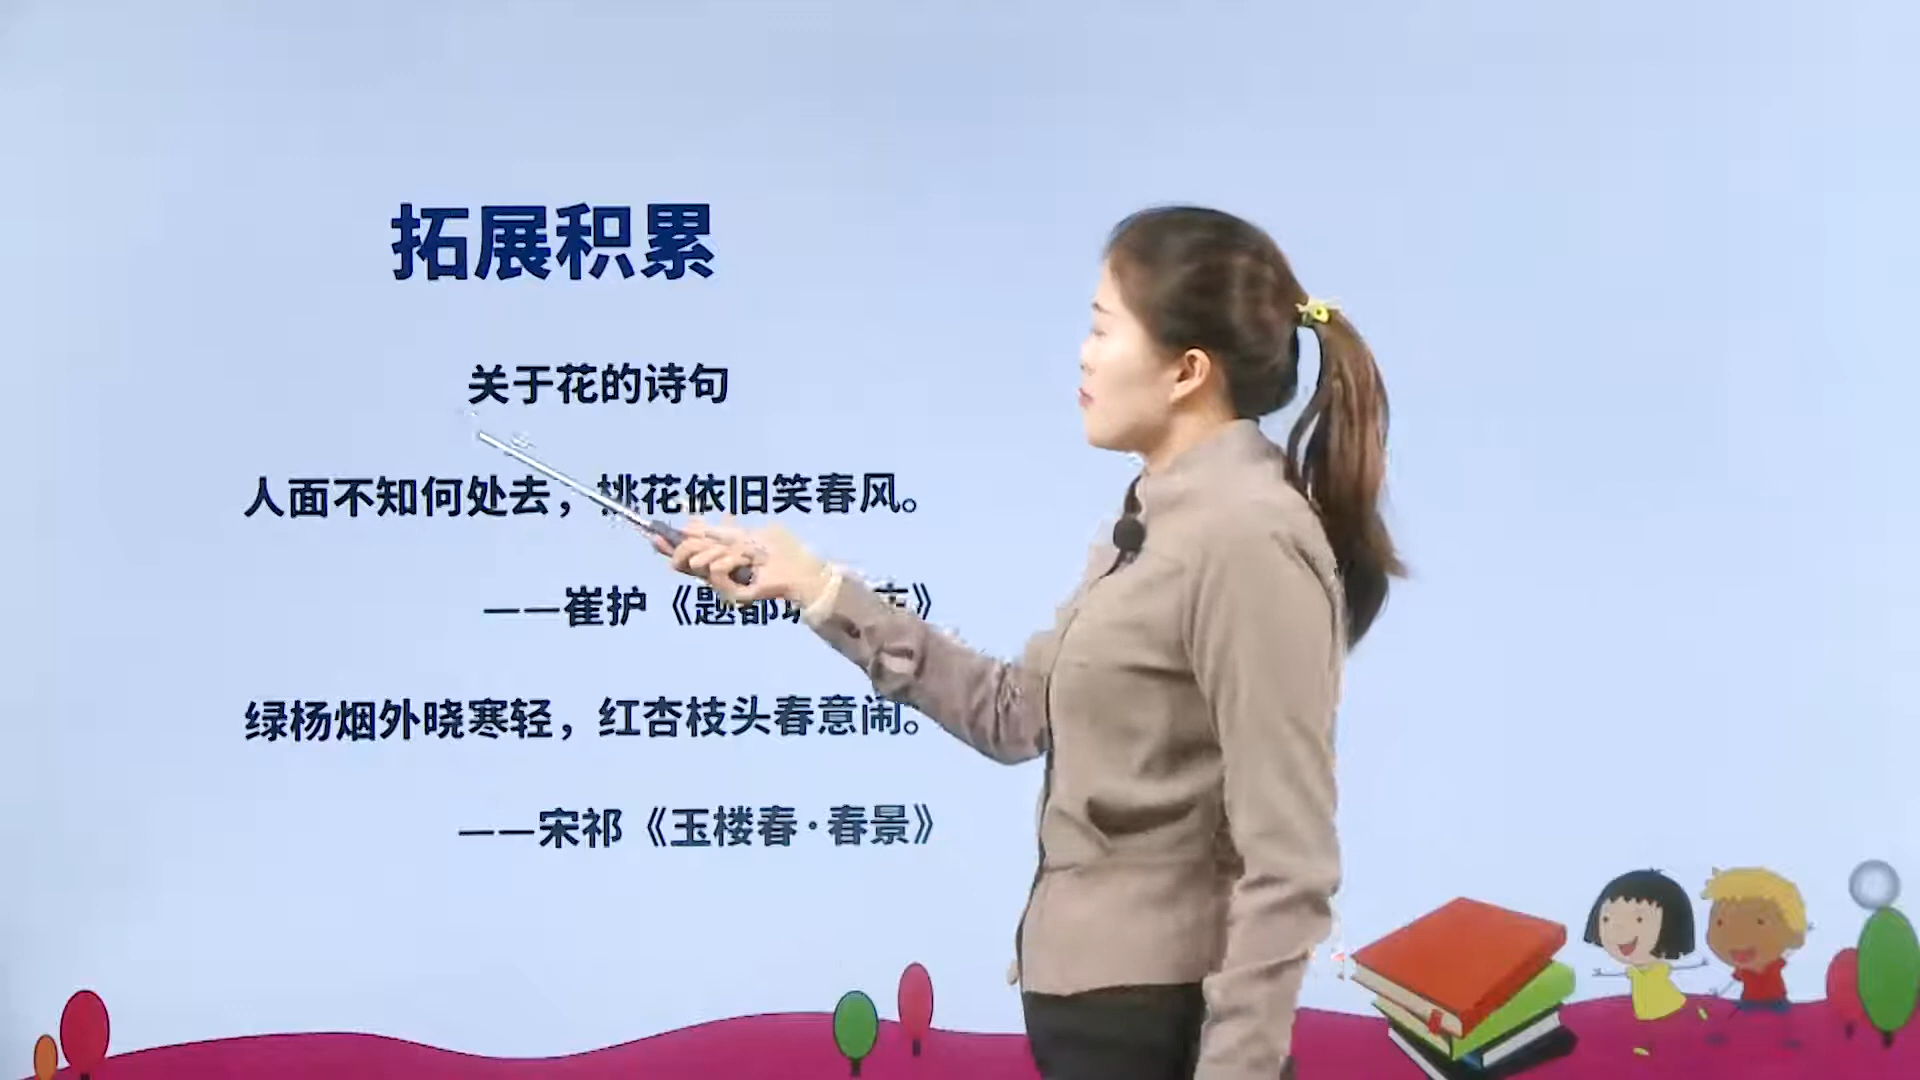 拓展积累
关于花的诗句
人面不知何处去，桃花依旧笑春风。
——崔护《题都》
绿杨烟外晓寒轻，红杏枝头春意闹。
——宋祁《玉楼春·春景》